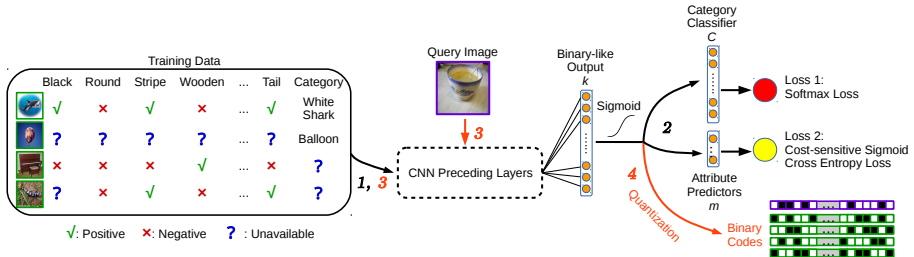 Training Data
Black Round Stripe Wooden ... Tail Category
√ × √ × ... √ White
Shark
? ? ? ? ... ? Balloon
× × × √ ... × ?
? × √ × ... √ ?
√: Positive ×: Negative ? : Unavailable
1, 3
Query Image
3
CNN Preceding Layers
Binary-like
Output
k
Sigmoid
2
4
Quantization
Category
Classifier
C
Loss 1:
Softmax Loss
Attribute
Predictors
m
Loss 2:
Cost-sensitive Sigmoid
Cross Entropy Loss
Binary
Codes
...
...
...
...
...